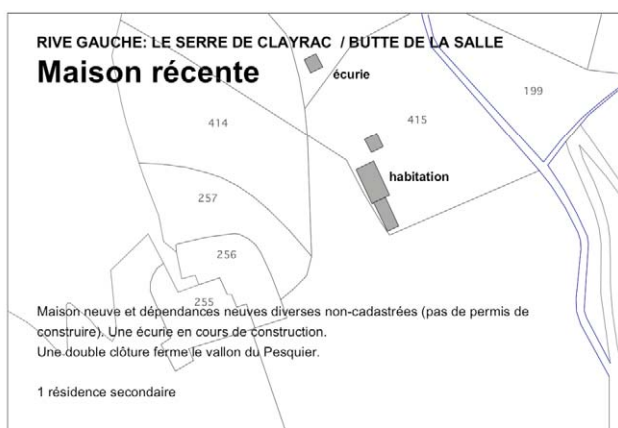 RIVE GAUCHE: LE SERRE DE CLAYRAC / BUTTE DE LA SALLE
Maison récente
écurie
199
414
415
habitation
257
256
255
Maison neuve et dépendances neuves diverses non-cadastrées (pas de permis de
construire). Une écurie en cours de construction.
Une double clôture ferme le vallon du Pesquier.
1 résidence secondaire